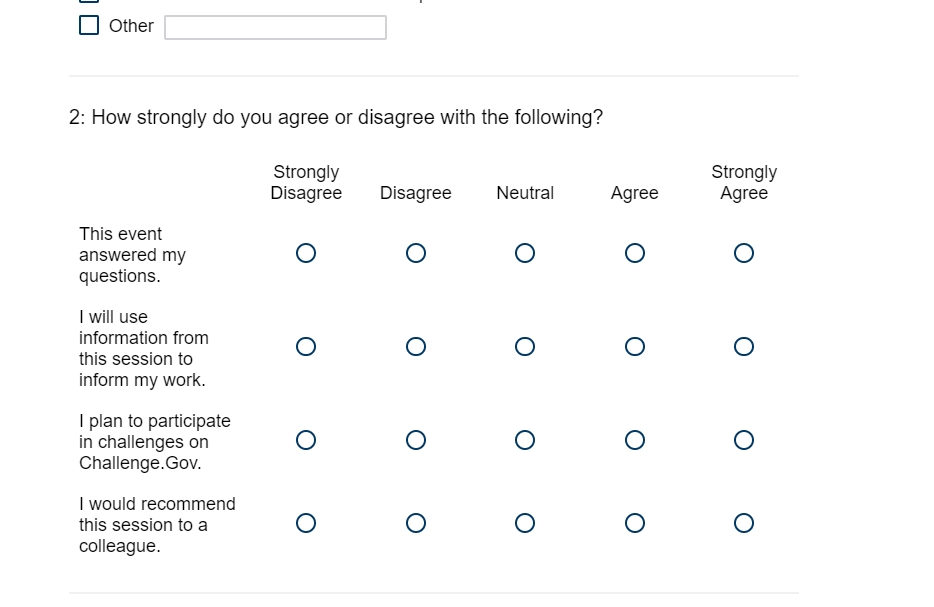 Other
2: How strongly do you agree or disagree with the following?
Strongly
Disagree
Disagree
Neutral
Agree
Strongly
Agree
This event
answered my
questions.
I will use
information from
this session to
inform my work.
I plan to participate
in challenges on
Challenge.Gov.
I would recommend
this session to a
colleague.